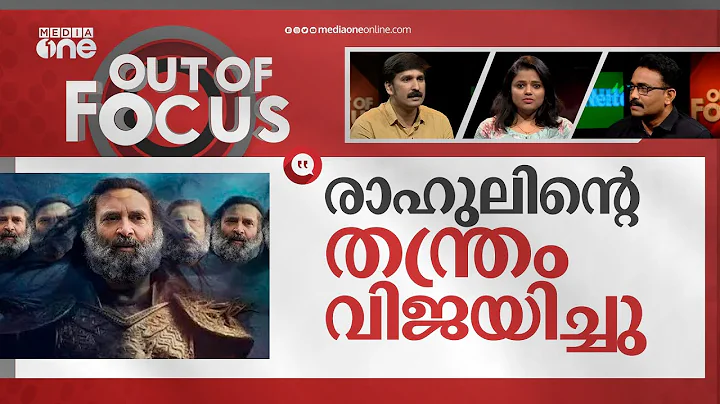 MEDIA
one
mediaoneonline.com
OUT OF
FOCUS
രാഹുലിന്റെ
തന്ത്രം
വിജയിച്ചു